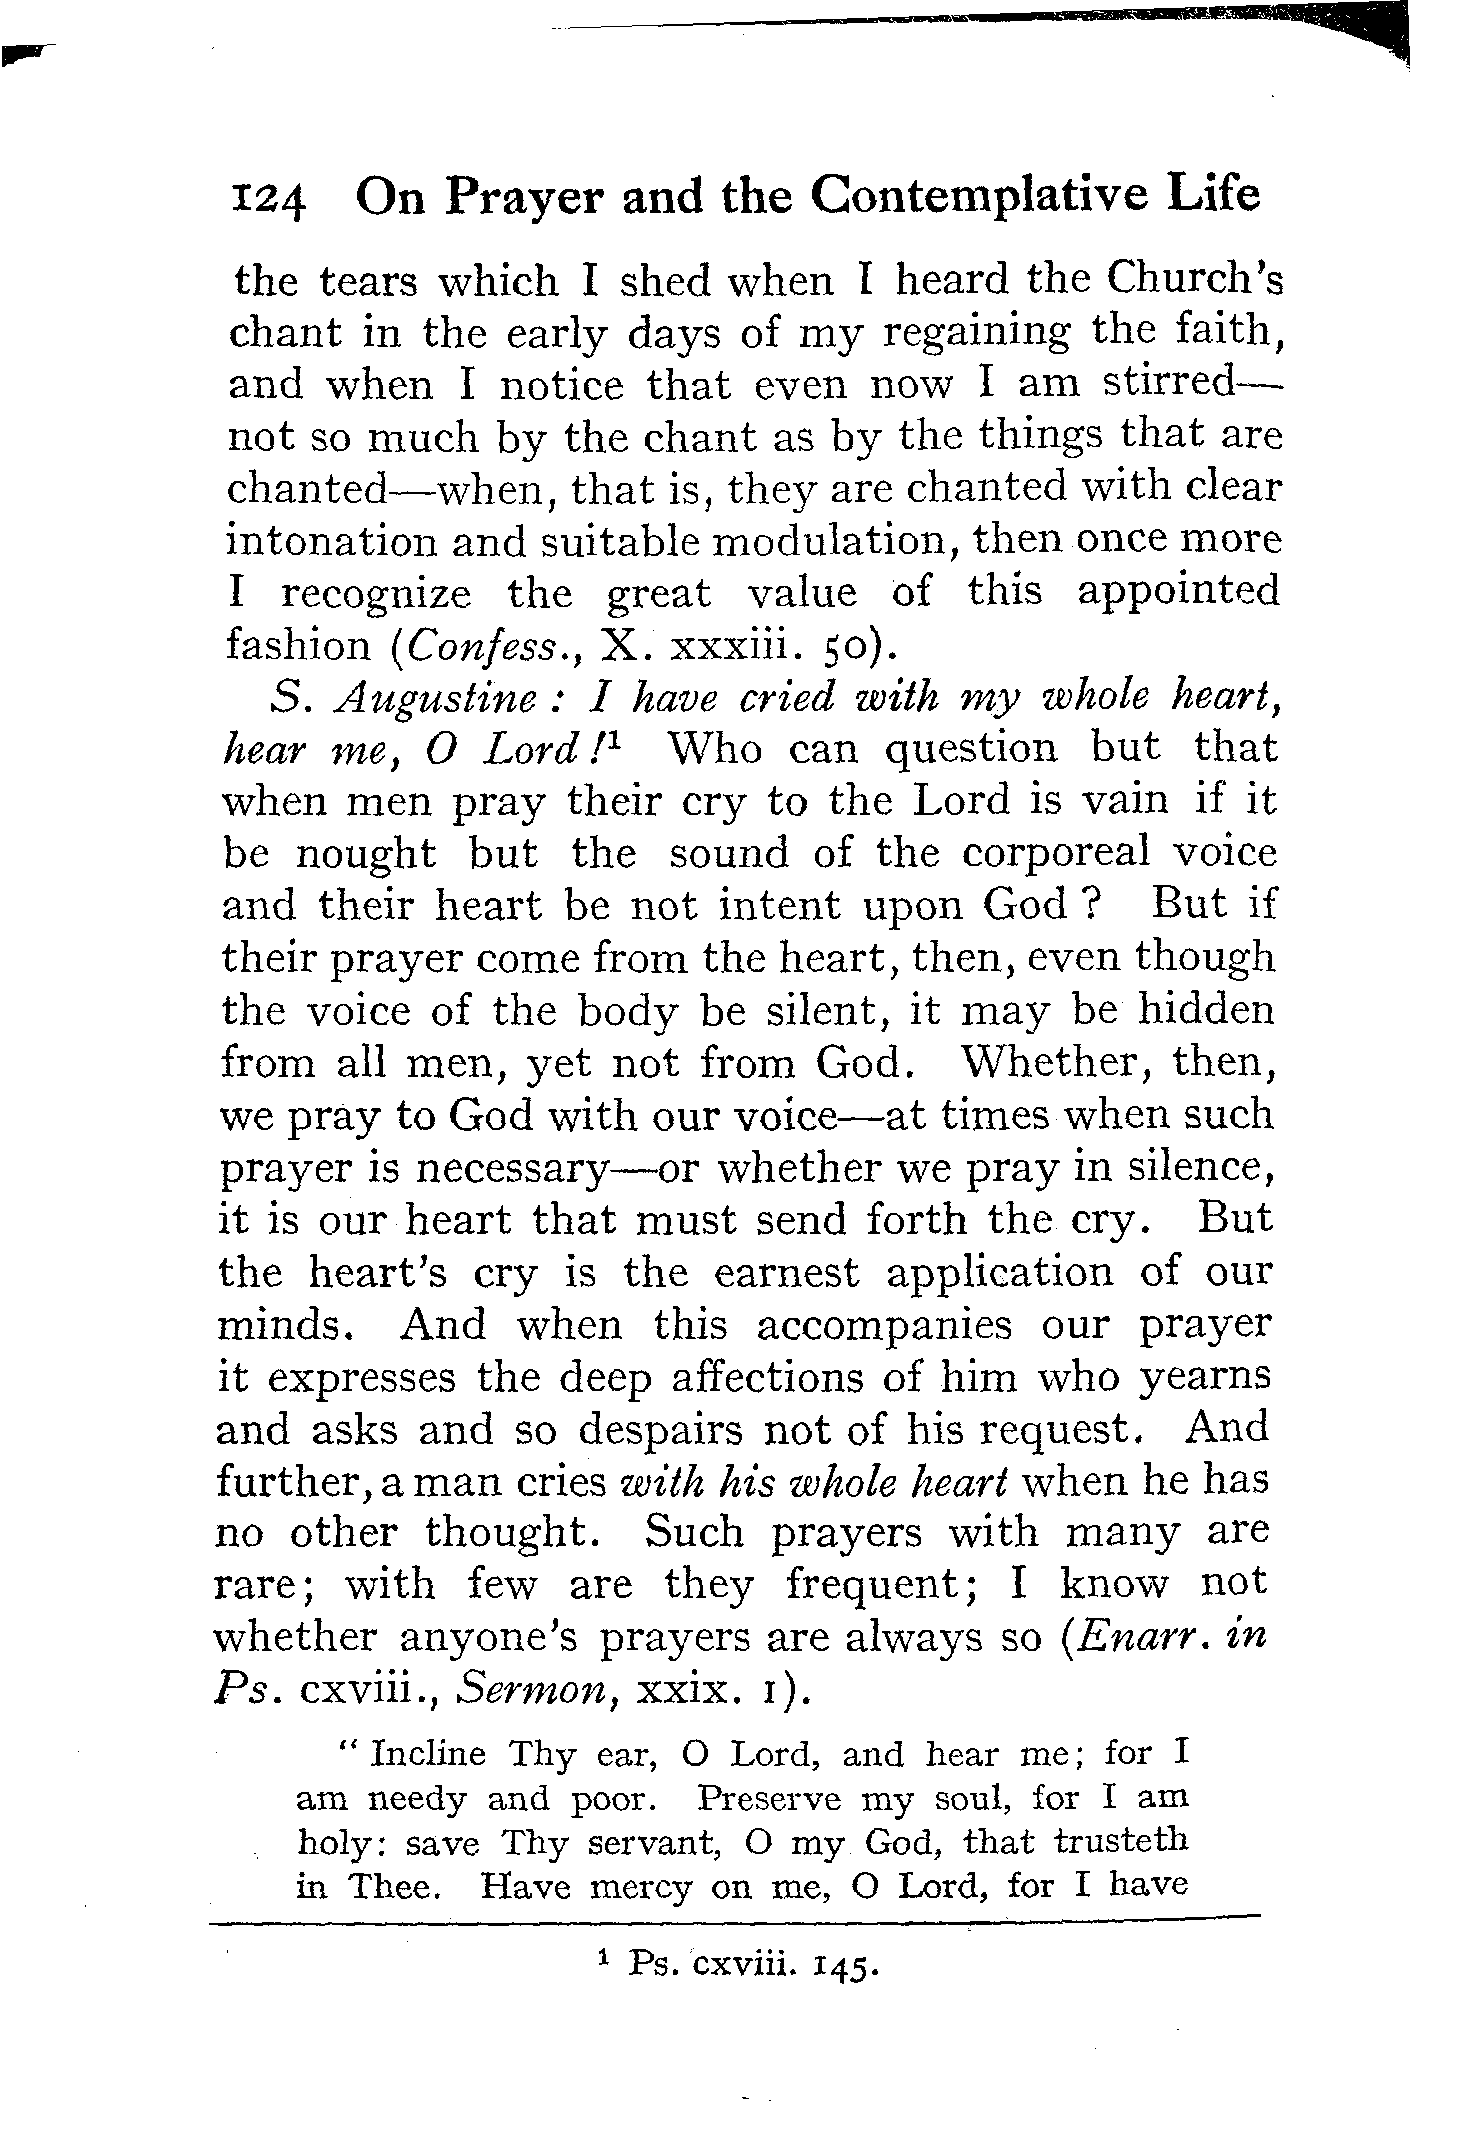 124 On Prayer and the Contemplative Life
the tears which I shed when I heard the Church's
chant in the early days of my regaining the faith,
and when I notice that even now I am stirred—
not so much by the chant as by the things that are
chanted—when, that is, they are chanted with clear
intonation and suitable modulation, then once more
I recognize the great value of this appointed
fashion (Confess., X. xxxiii. 50).
S. Augustine : I have cried with my whole heart,
hear me, O Lord !¹ Who can question but that
when men pray their cry to the Lord is vain if it
be nought but the sound of the corporeal voice
and their heart be not intent upon God ? But if
their prayer come from the heart, then, even though
the voice of the body be silent, it may be hidden
from all men, yet not from God. Whether, then,
we pray to God with our voice—at times when such
prayer is necessary—or whether we pray in silence,
it is our heart that must send forth the cry. But
the heart's cry is the earnest application of our
minds. And when this accompanies our prayer
it expresses the deep affections of him who yearns
and asks and so despairs not of his request. And
further, a man cries with his whole heart when he has
no other thought. Such prayers with many are
rare; with few are they frequent; I know not
whether anyone's prayers are always so (Enarr. in
Ps. cxviii., Sermon, xxix. 1).
“ Incline Thy ear, O Lord, and hear me; for I
am needy and poor. Preserve my soul, for I am
holy: save Thy servant, O my God, that trusteth
in Thee. Have mercy on me, O Lord, for I have
¹ Ps. cxviii. 145.